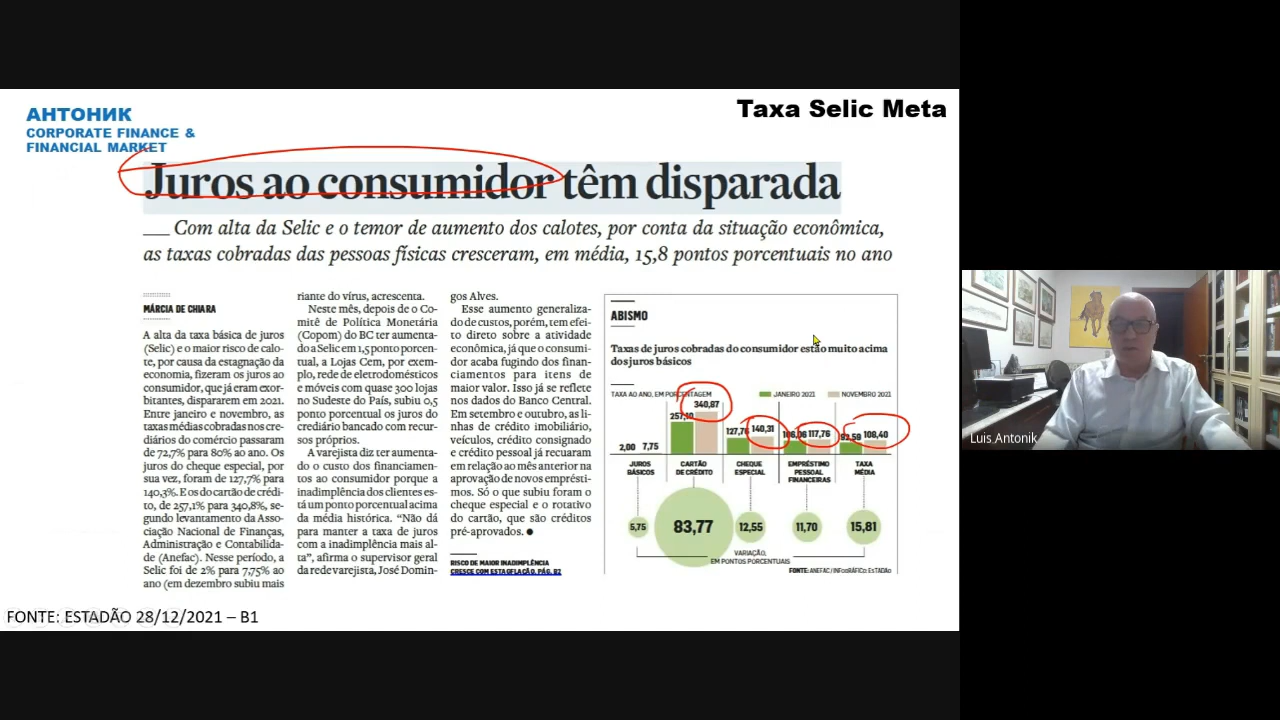 АНТОНИК
CORPORATE FINANCE &
FINANCIAL MARKET
Taxa Selic Meta
Juros ao consumidor têm disparada
Com alta da Selic e o temor de aumento dos calotes, por conta da situação econômica,
as taxas cobradas das pessoas físicas cresceram, em média, 15,8 pontos porcentuais no ano
MÁRCIA DE CHIARA
A alta da taxa básica de juros
(Selic) e o maior risco de calo-
te, por causa da estagnação da
economia, fizeram os juros ao
consumidor, que já eram exor-
bitantes, dispararem em 2021.
Entre janeiro e novembro, as
taxas médias cobradas nos cre-
diários do comércio passaram
de 72,7% para 80% ao ano. Os
juros do cheque especial, por
sua vez, foram de 127,7% para
140,3%. E os do cartão de crédi-
to, de 257,1% para 340,8%, se-
gundo levantamento da Asso-
ciação Nacional de Finanças,
Administração e Contabilida-
de (Anefac). Nesse período, a
Selic foi de 2% para 7,75% ao
ano (em dezembro subiu mais
riante do vírus, acrescenta.
Neste mês, depois de o Co-
mitê de Política Monetária
(Copom) do BC ter aumenta-
do a Selic em 1,5 ponto porcen-
tual, a Lojas Cem, por exem-
plo, rede de eletrodomésticos
e móveis com quase 300 lojas
no Sudeste do País, subiu 0,5
ponto porcentual os juros do
crediário bancado com recur-
sos próprios.
A varejista diz ter aumenta-
do o custo dos financiamen-
tos ao consumidor porque a
inadimplência dos clientes es-
tá um ponto porcentual acima
da média histórica. “Não dá
para manter a taxa de juros
com a inadimplência mais al-
ta”, afirma o supervisor geral
da rede varejista, José Domin-
gos Alves.
Esse aumento generaliza-
do de custos, porém, tem efei-
to direto sobre a atividade
econômica, já que o consumi-
dor acaba fugindo dos finan-
ciamentos para itens de
maior valor. Isso já se reflete
nos dados do Banco Central.
Em setembro e outubro, as li-
nhas de crédito imobiliário,
veículos, crédito consignado
e crédito pessoal já recuaram
em relação ao mês anterior na
aprovação de novos emprésti-
mos. Só o que subiu foram o
cheque especial e o rotativo
do cartão, que são créditos
pré-aprovados. ●
RISCO DE MAIOR INADIMPLÊNCIA
CRESCE COM ESTAGFLAÇÃO. PÁG. B2
ABISMO
Taxas de juros cobradas do consumidor estão muito acima
dos juros básicos
TAXA AO ANO, EM PORCENTAGEM
JANEIRO 2021
NOVEMBRO 2021
2,00 7,75
340,87
127,76 140,31
117,76
108,40
JUROS
BÁSICOS
CARTÃO
DE CRÉDITO
CHEQUE
ESPECIAL
EMPRÉSTIMO
PESSOAL
FINANCEIRAS
TAXA
MÉDIA
5,75
83,77
12,55
11,70
15,81
VARIAÇÃO,
EM PONTOS PORCENTUAIS
FONTE: ANEFAC / INFOGRÁFICO: ESTADÃO
FONTE: ESTADÃO 28/12/2021 – B1
Luis Antonik